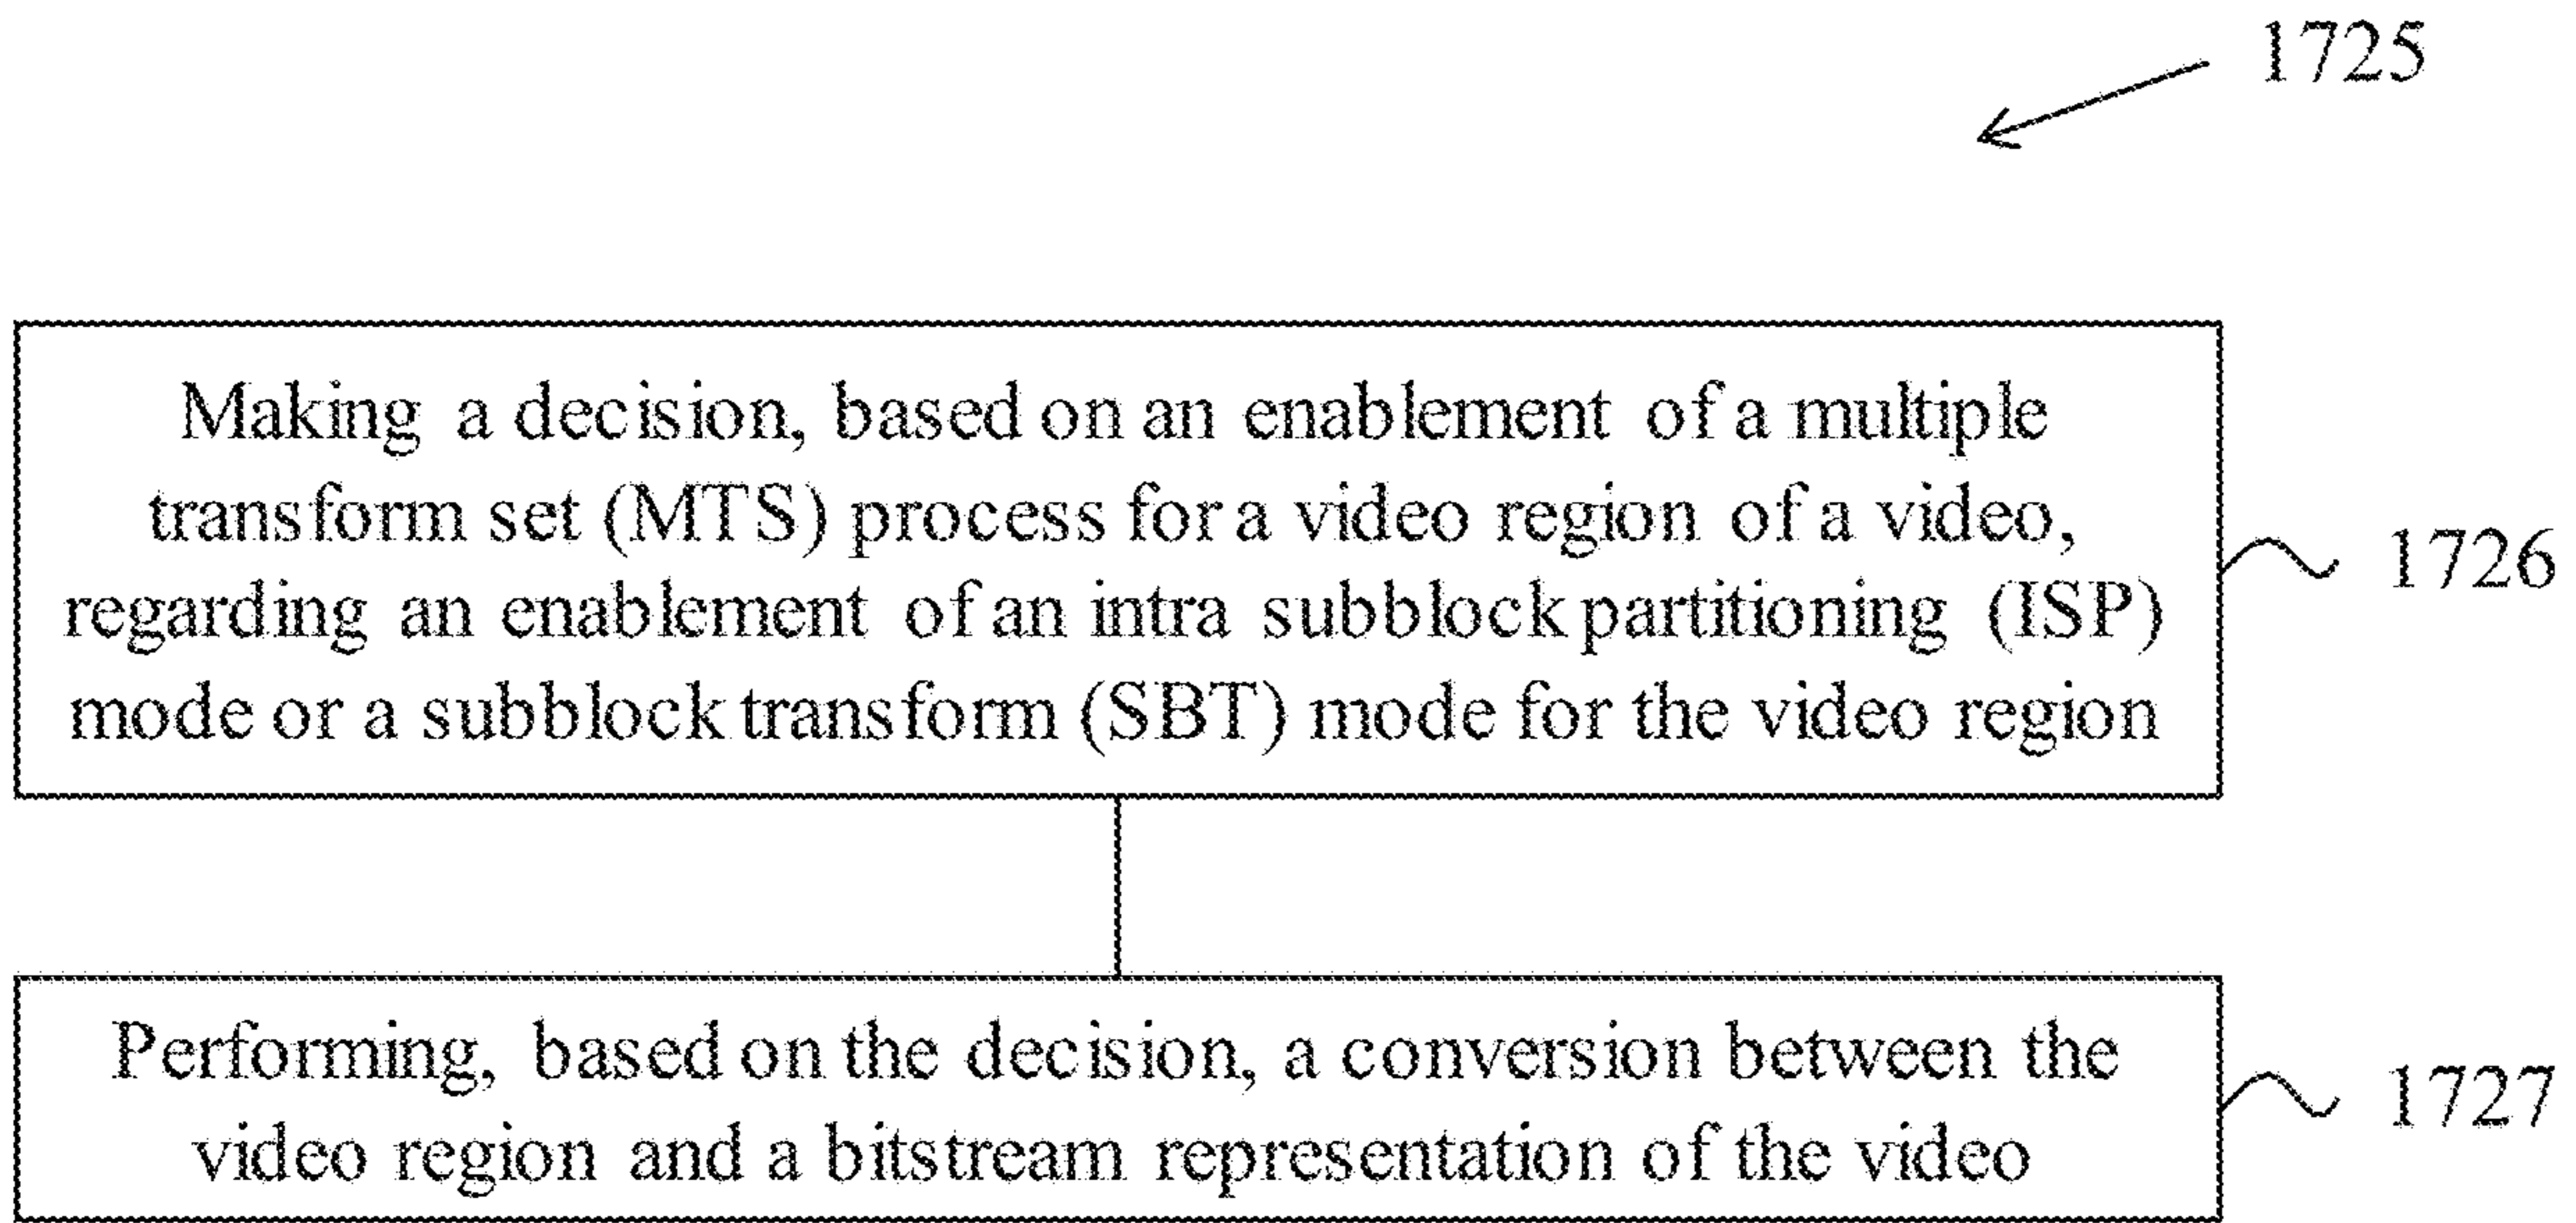 1725
Making a decision, based on an enablement of a multiple
transform set (MTS) process for a video region of a video,
regarding an enablement of an intra subblock partitioning (ISP)
mode or a subblock transform (SBT) mode for the video region
1726
Performing, based on the decision, a conversion between the
video region and a bitstream representation of the video
1727